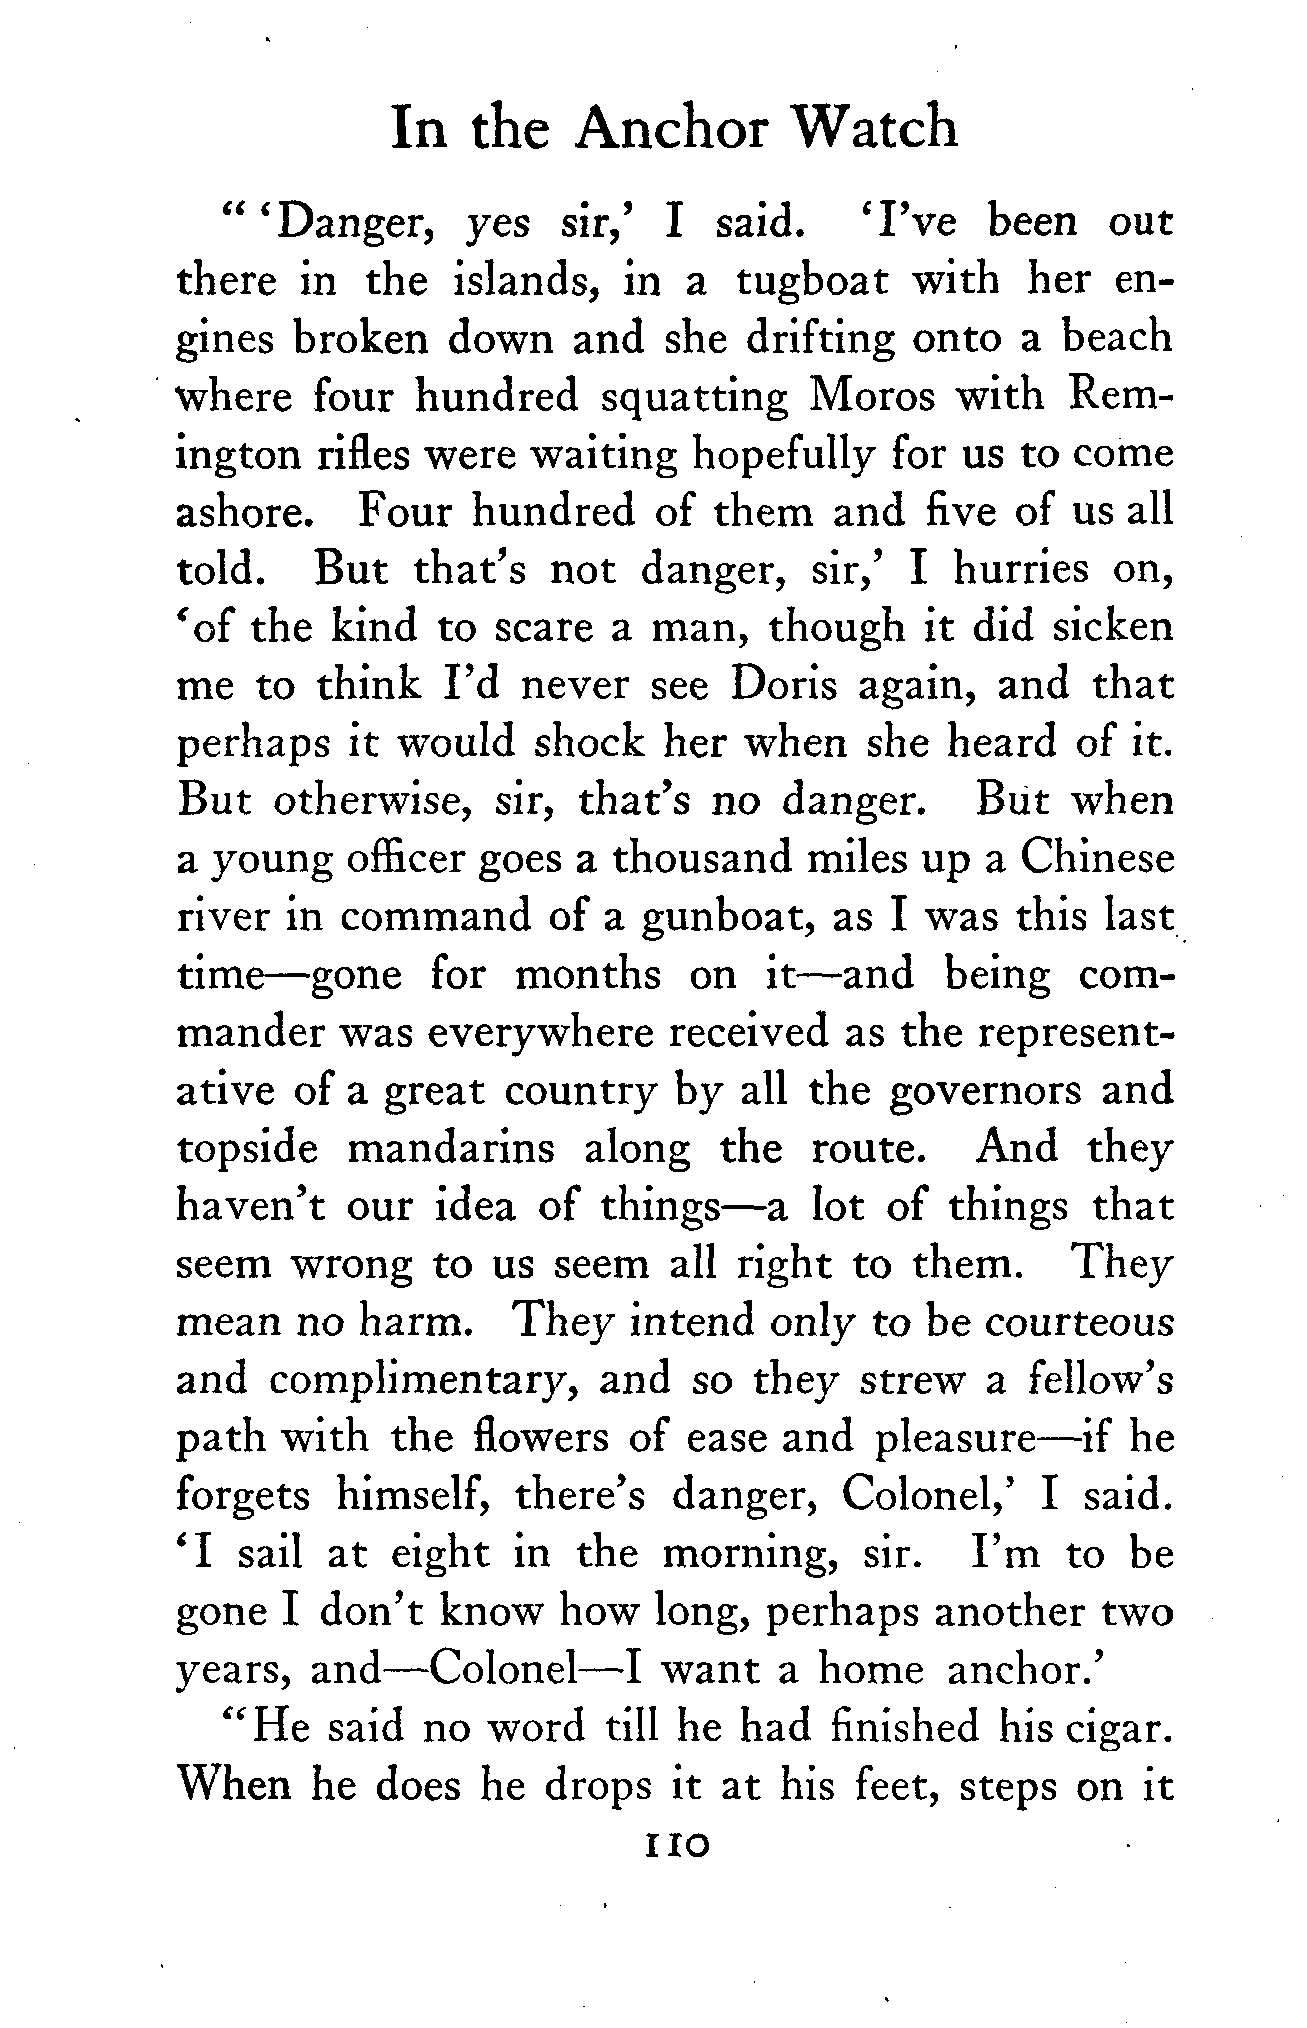 In the Anchor Watch
“ ‘Danger, yes sir,’ I said. ‘I’ve been out
there in the islands, in a tugboat with her en-
gines broken down and she drifting onto a beach
where four hundred squatting Moros with Rem-
ington rifles were waiting hopefully for us to come
ashore. Four hundred of them and five of us all
told. But that’s not danger, sir,’ I hurries on,
‘of the kind to scare a man, though it did sicken
me to think I’d never see Doris again, and that
perhaps it would shock her when she heard of it.
But otherwise, sir, that’s no danger. But when
a young officer goes a thousand miles up a Chinese
river in command of a gunboat, as I was this last
time—gone for months on it—and being com-
mander was everywhere received as the represent-
ative of a great country by all the governors and
topside mandarins along the route. And they
haven’t our idea of things—a lot of things that
seem wrong to us seem all right to them. They
mean no harm. They intend only to be courteous
and complimentary, and so they strew a fellow’s
path with the flowers of ease and pleasure—if he
forgets himself, there’s danger, Colonel,’ I said.
‘I sail at eight in the morning, sir. I’m to be
gone I don’t know how long, perhaps another two
years, and—Colonel—I want a home anchor.’
“He said no word till he had finished his cigar.
When he does he drops it at his feet, steps on it
110